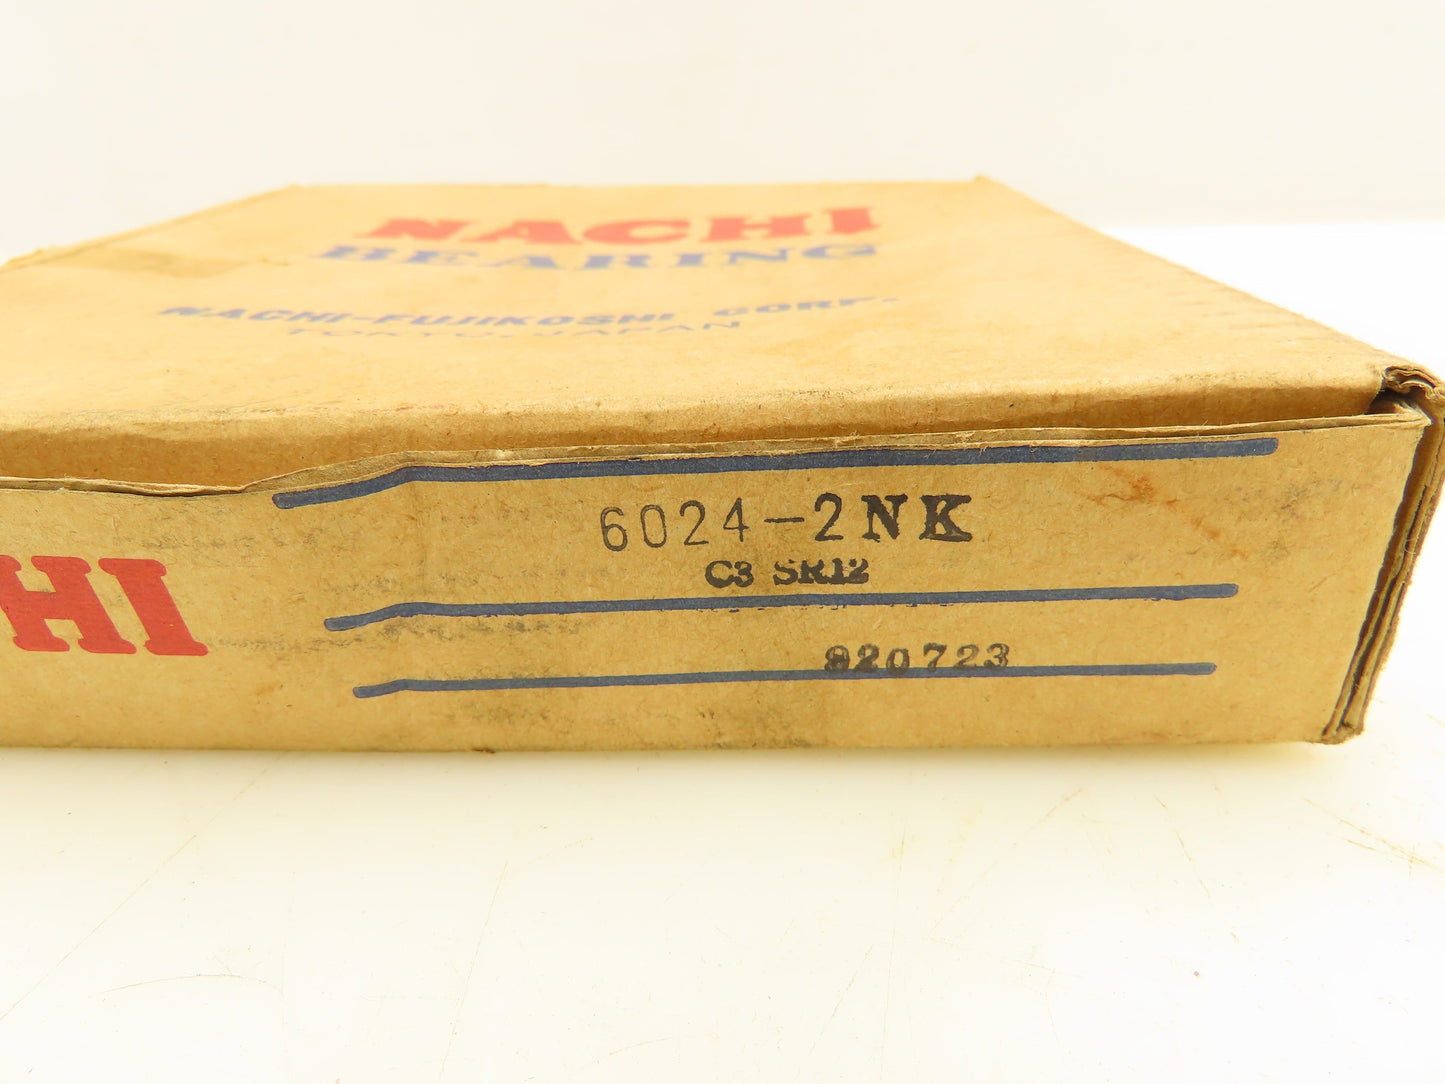 NACHI
BEARING
NACHI-FUJIKOSHI CORP.
TOKYO, JAPAN
HI
6024-2NK
C3 SR12
820723